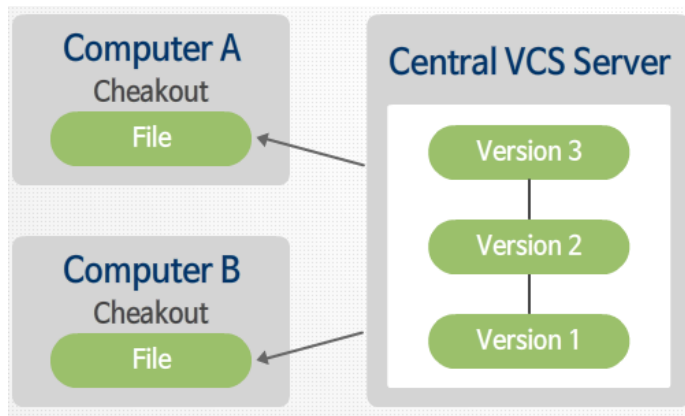 Computer A
Cheakout
File
Computer B
Cheakout
File
Central VCS Server
Version 3
Version 2
Version 1